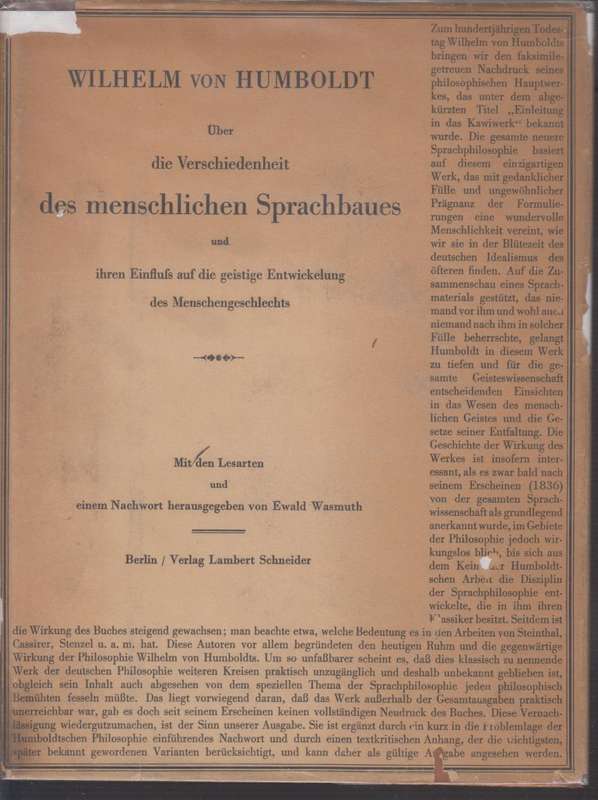 WILHELM VON HUMBOLDT
Über
die Verschiedenheit
des menschlichen Sprachbaues
und
ihren Einfluſs auf die geistige Entwickelung
des Menschengeschlechts
Mit den Lesarten
und
einem Nachwort herausgegeben von Ewald Wasmuth
Berlin / Verlag Lambert Schneider
Zum hundertjährigen Todes-
tag Wilhelm von Humboldts
bringen wir den faksimile-
getreuen Nachdruck seines
philosophischen Hauptwer-
kes, das unter dem abge-
kürzten Titel „Einleitung
in das Kawiwerk“ bekannt
wurde. Die gesamte neuere
Sprachphilosophie basiert
auf diesem einzigartigen
Werk, das mit gedanklicher
Fülle und ungewöhnlicher
Prägnanz der Formulie-
rungen eine wundervolle
Menschlichkeit vereint, wie
wir sie in der Blütezeit des
deutschen Idealismus des
öfteren finden. Auf die Zu-
sammenschau eines Sprach-
materials gestützt, das nie-
mand vor ihm und wohl auch
niemand nach ihm in solcher
Fülle beherrschte, gelangt
Humboldt in diesem Werk
zu tiefen und für die ge-
samte Geisteswissenschaft
entscheidenden Einsichten
in das Wesen des mensch-
lichen Geistes und die Ge-
setze seiner Entfaltung. Die
Geschichte der Wirkung des
Werkes ist insofern inter-
essant, als es zwar bald nach
seinem Erscheinen (1836)
von der gesamten Sprach-
wissenschaft als grundlegend
anerkannt wurde, im Gebiete
der Philosophie jedoch wir-
kungslos blieb, bis sich aus
dem Keim der Humboldt-
schen Arbeit die Disziplin
der Sprachphilosophie ent-
wickelte, die in ihm ihren
Klassiker besitzt. Seitdem ist
die Wirkung des Buches steigend gewachsen; man beachte etwa, welche Bedeutung es in den Arbeiten von Steinthal,
Cassirer, Stenzel u. a. m. hat. Diese Autoren vor allem begründeten den heutigen Ruhm und die gegenwärtige
Wirkung der Philosophie Wilhelm von Humboldts. Um so unfaßbarer scheint es, daß dies klassisch zu nennende
Werk der deutschen Philosophie weiteren Kreisen praktisch unzugänglich und deshalb unbekannt geblieben ist,
obgleich sein Inhalt auch abgesehen von dem speziellen Thema der Sprachphilosophie jeden philosophisch
Bemühten fesseln müßte. Das liegt vorwiegend daran, daß das Werk außerhalb der Gesamtausgaben praktisch
unerreichbar war, gab es doch seit seinem Erscheinen keinen vollständigen Neudruck des Buches. Diese Vernach-
lässigung wiedergutzumachen, ist der Sinn unserer Ausgabe. Sie ist ergänzt durch ein kurz in die Problemlage der
Humboldtschen Philosophie einführendes Nachwort und durch einen textkritischen Anhang, der die wichtigsten,
später bekannt gewordenen Varianten berücksichtigt, und kann daher als gültige Ausgabe angesehen werden.